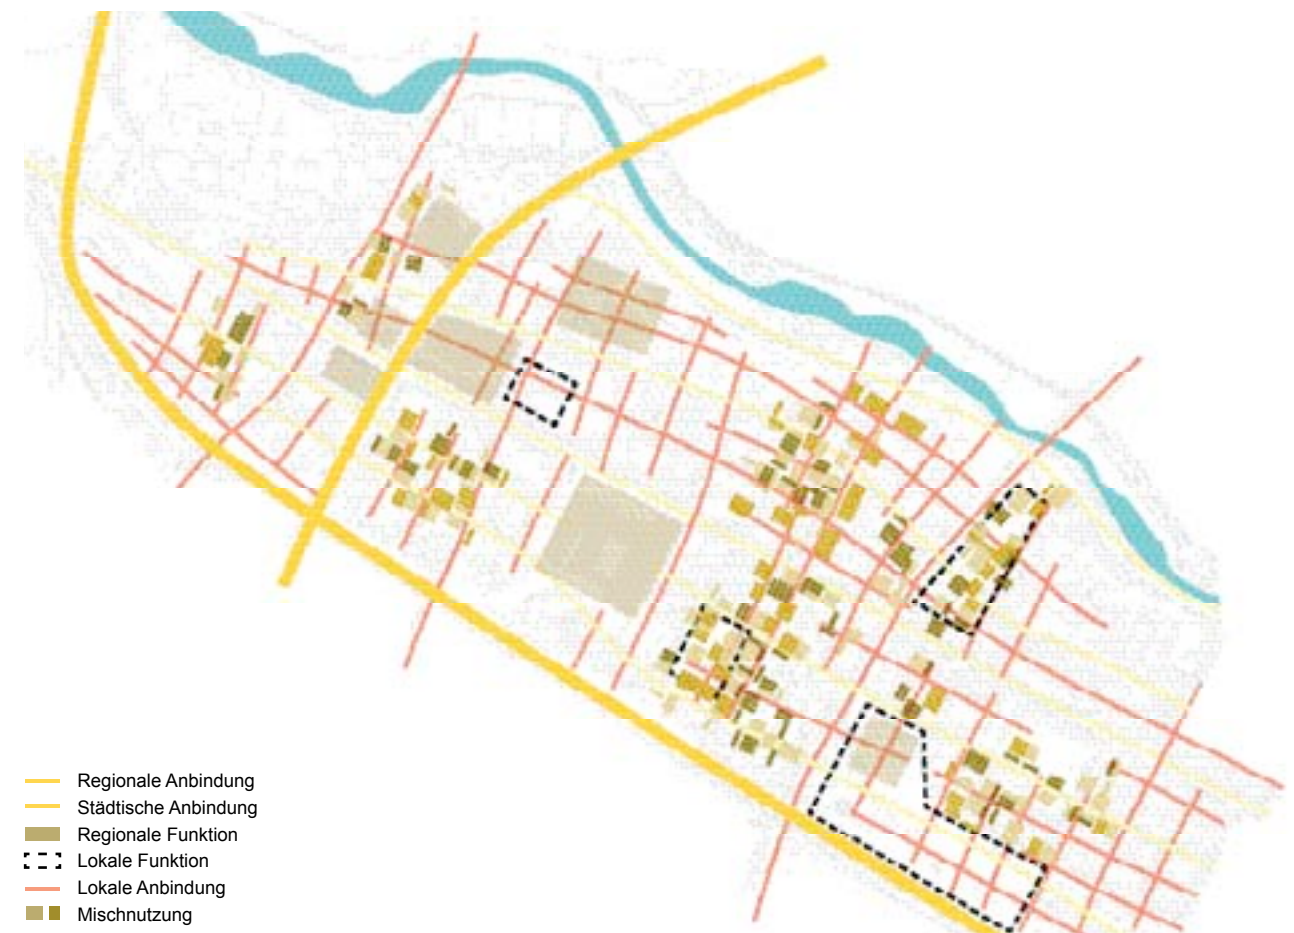 Regionale Anbindung
Städtische Anbindung
Regionale Funktion
Lokale Funktion
Lokale Anbindung
Mischnutzung